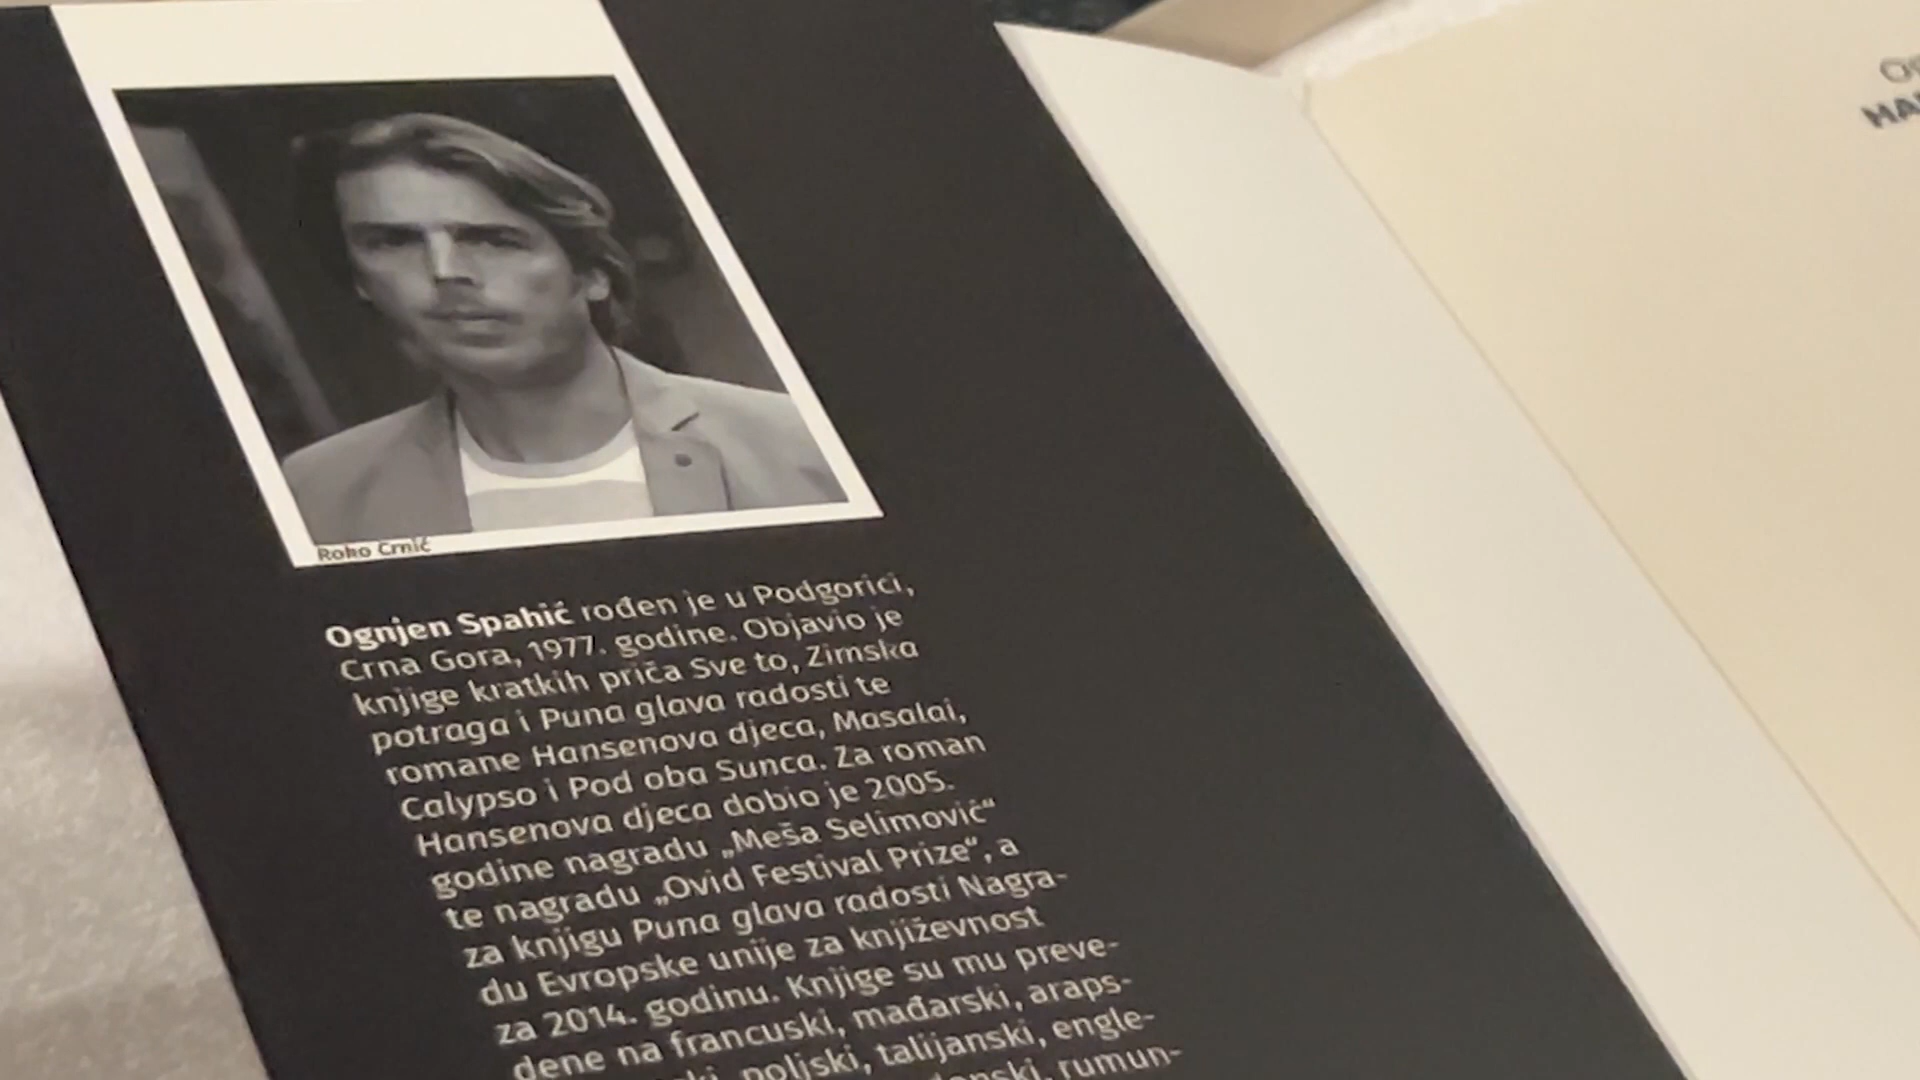 Roko Crnić
Ognjen Spahić rođen je u Podgorici,
Crna Gora, 1977. godine. Objavio je
knjige kratkih priča Sve to, Zimska
potraga i Puna glava radosti te
romane Hansenova djeca, Masalai,
Calypso i Pod oba Sunca. Za roman
Hansenova djeca dobio je 2005.
godine nagradu „Meša Selimović“
te nagradu „Ovid Festival Prize“, a
za knjigu Puna glava radosti Nagra-
du Evropske unije za književnost
za 2014. godinu. Knjige su mu preve-
dene na francuski, mađarski, araps-
poljski, talijanski, engle-
rumun-